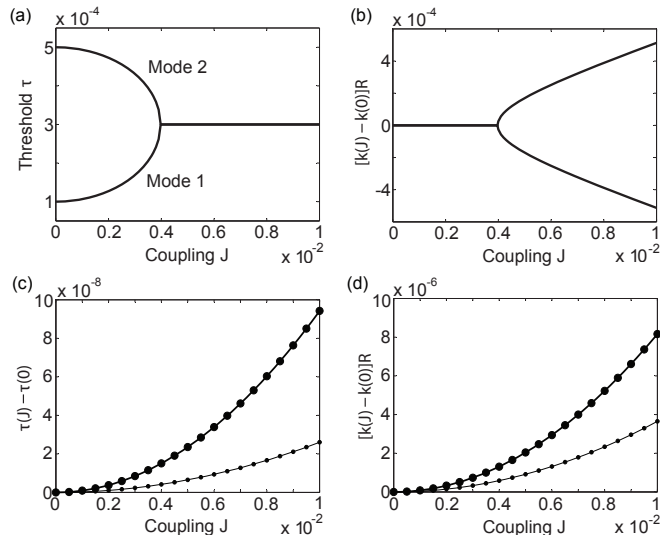 (a)
x 10⁻⁴
5
3
1
Threshold τ
Mode 2
Mode 1
0 0.2 0.4 0.6 0.8 1
Coupling J
x 10⁻²
(b)
x 10⁻⁴
4
0
-4
[k(J) − k(0)]R
0 0.2 0.4 0.6 0.8 1
Coupling J
x 10⁻²
(c)
x 10⁻⁸
10
8
6
4
2
0
τ(J) − τ(0)
0 0.2 0.4 0.6 0.8 1
Coupling J
x 10⁻²
(d)
x 10⁻⁶
10
8
6
4
2
0
[k(J) − k(0)]R
0 0.2 0.4 0.6 0.8 1
Coupling J
x 10⁻²